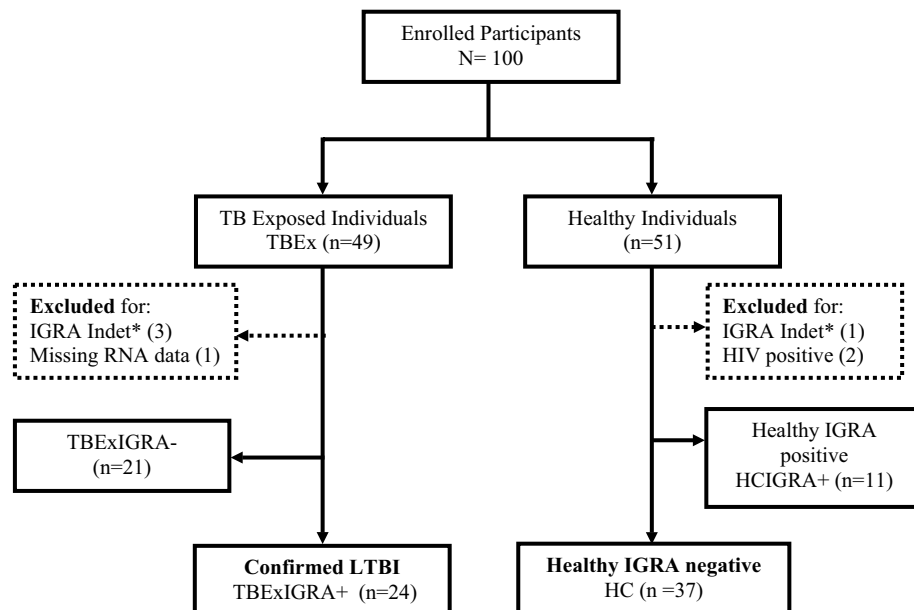 Enrolled Participants
N= 100
TB Exposed Individuals
TBEx (n=49)
Healthy Individuals
(n=51)
Excluded for:
IGRA Indet* (3)
Missing RNA data (1)
Excluded for:
IGRA Indet* (1)
HIV positive (2)
TBExIGRA-
(n=21)
Healthy IGRA
positive
HCIGRA+ (n=11)
Confirmed LTBI
TBExIGRA+ (n=24)
Healthy IGRA negative
HC (n =37)